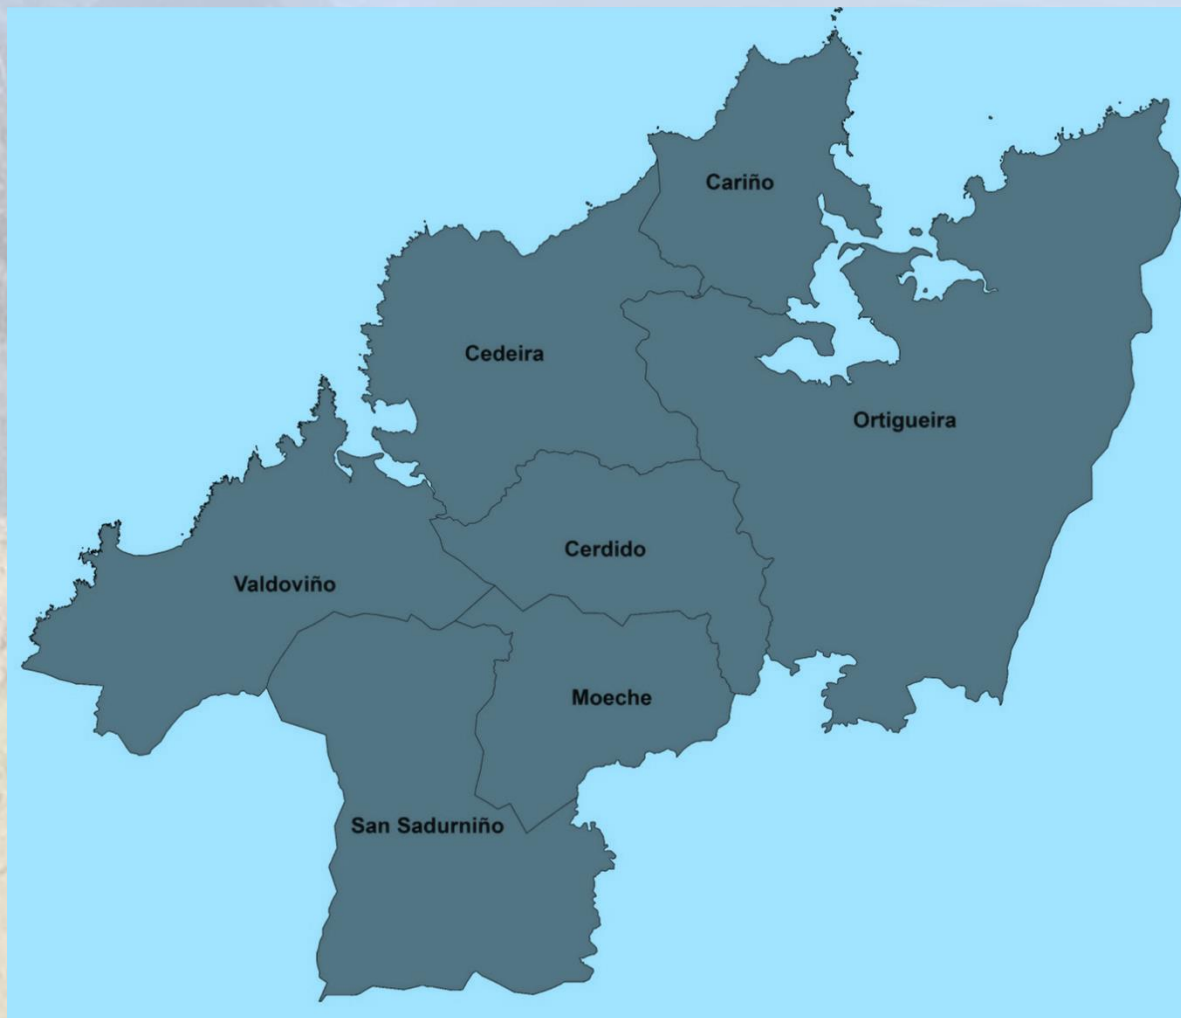 Cariño
Cedeira
Ortigueira
Cerdido
Valdoviño
Moeche
San Sadurniño